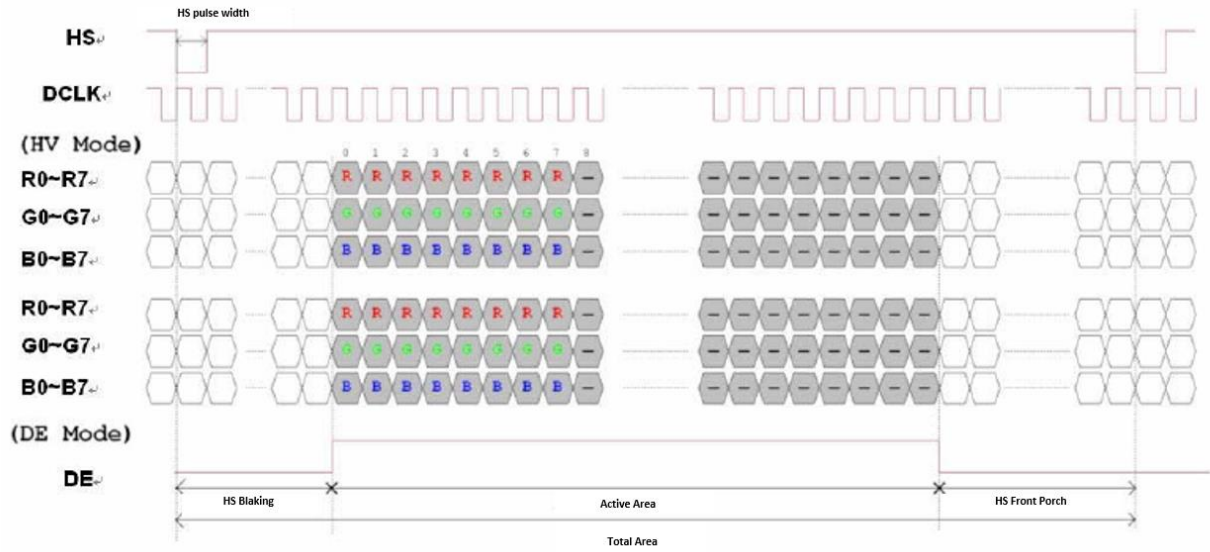 HS pulse width
HS
DCLK
(HV Mode)
0 1 2 3 4 5 6 7 8
R0~R7 R R R R R R R R – – – – – – – – –
G0~G7 G G G G G G G G – – – – – – – – –
B0~B7 B B B B B B B B – – – – – – – – –
R0~R7 R R R R R R R R – – – – – – – – –
G0~G7 G G G G G G G G – – – – – – – – –
B0~B7 B B B B B B B B – – – – – – – – –
(DE Mode)
DE
HS Blaking
Active Area
HS Front Porch
Total Area